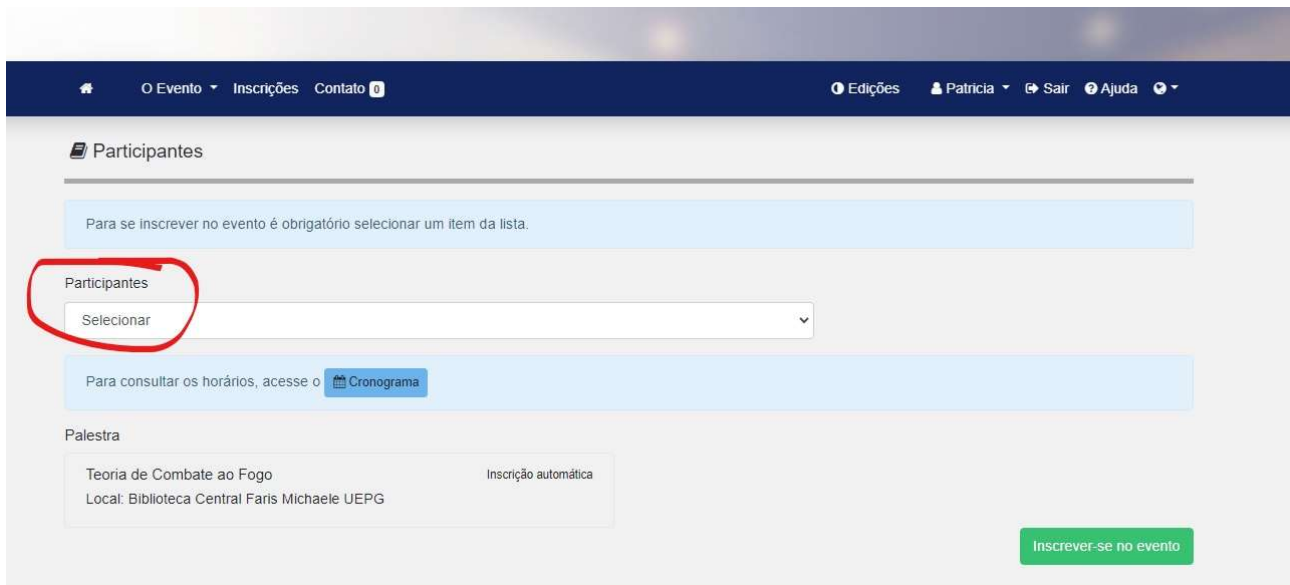 O Evento Inscrições Contato 0 Edições Patricia Sair Ajuda
Participantes
Para se inscrever no evento é obrigatório selecionar um item da lista.
Participantes
Selecionar
Para consultar os horários, acesse o Cronograma
Palestra
Teoria de Combate ao Fogo Inscrição automática
Local: Biblioteca Central Faris Michaele UEPG
Inscrever-se no evento